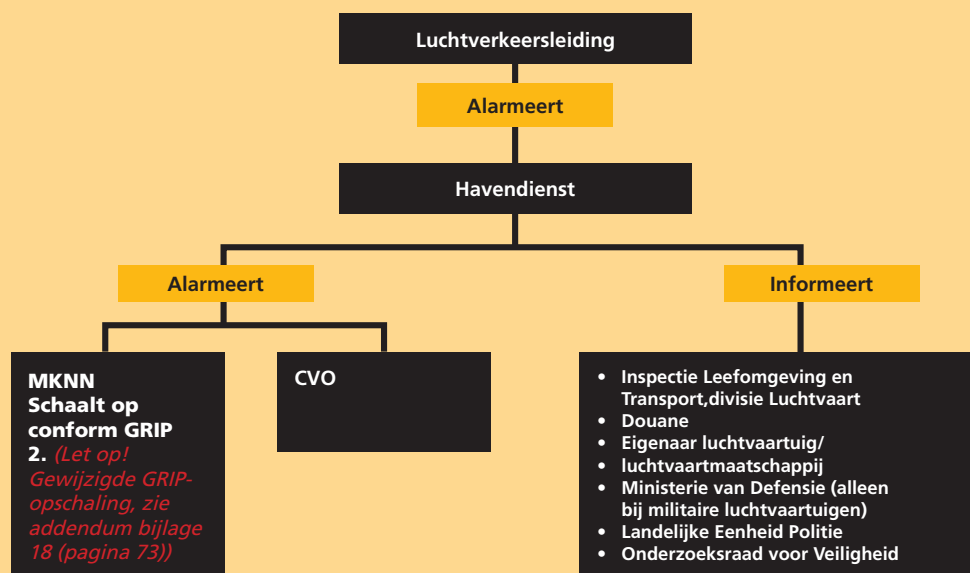 Luchtverkeersleiding
Alarmeert
Havendienst
Alarmeert
Informeert
MKNN
Schaalt op
conform GRIP
2. (Let op!
Gewijzigde GRIP-
opschaling, zie
addendum bijlage
18 (pagina 73))
CVO
• Inspectie Leefomgeving en
Transport,divisie Luchtvaart
• Douane
• Eigenaar luchtvaartuig/
• luchtvaartmaatschappij
• Ministerie van Defensie (alleen
bij militaire luchtvaartuigen)
• Landelijke Eenheid Politie
• Onderzoeksraad voor Veiligheid